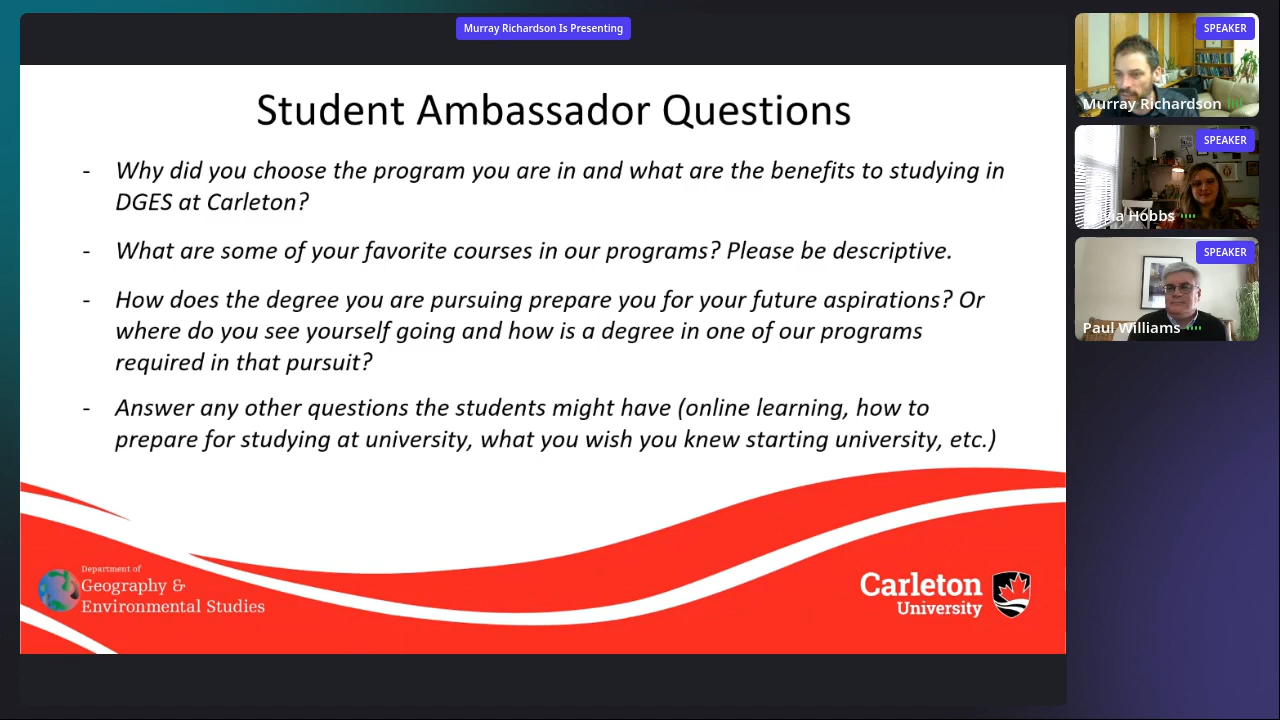 Murray Richardson Is Presenting
Student Ambassador Questions
- Why did you choose the program you are in and what are the benefits to studying in
DGES at Carleton?
- What are some of your favorite courses in our programs? Please be descriptive.
- How does the degree you are pursuing prepare you for your future aspirations? Or
where do you see yourself going and how is a degree in one of our programs
required in that pursuit?
- Answer any other questions the students might have (online learning, how to
prepare for studying at university, what you wish you knew starting university, etc.)
Department of
Geography &
Environmental Studies
Carleton
University
SPEAKER
Murray Richardson
SPEAKER
Hobbs
SPEAKER
Paul Williams